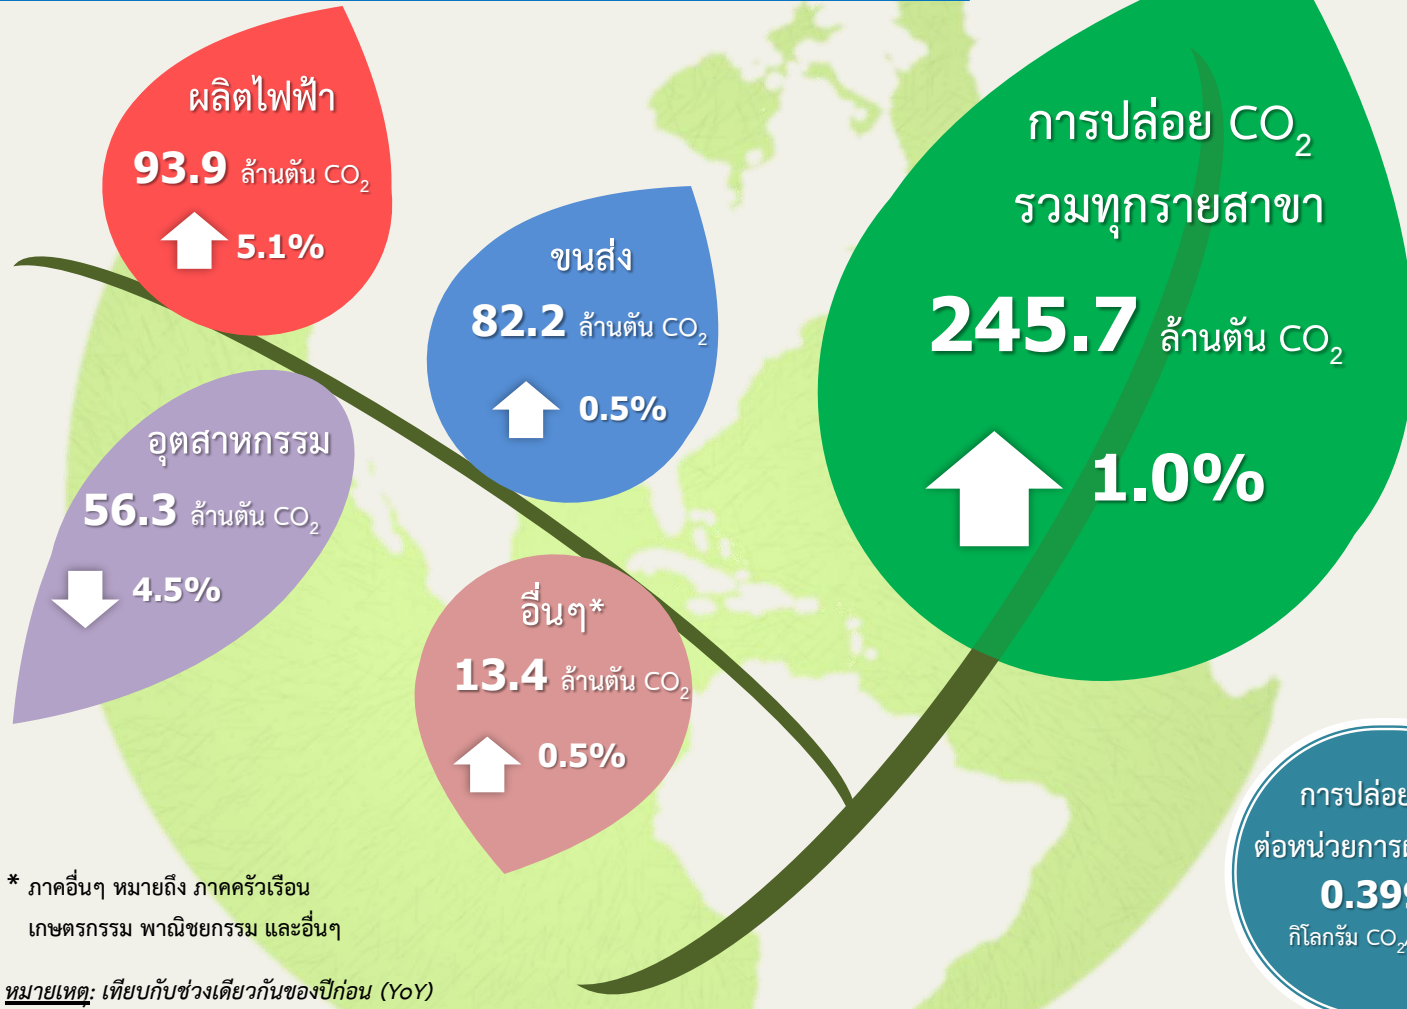 ผลิตไฟฟ้า
93.9 ล้านตัน CO2
5.1%
ขนส่ง
82.2 ล้านตัน CO2
0.5%
อุตสาหกรรม
56.3 ล้านตัน CO2
4.5%
อื่นๆ*
13.4 ล้านตัน CO2
0.5%
การปล่อย CO2
รวมทุกรายสาขา
245.7 ล้านตัน CO2
1.0%
การปล่อย
ต่อหน่วยการ
0.399
กิโลกรัม CO2
* ภาคอื่นๆ หมายถึง ภาคครัวเรือน
เกษตรกรรม พาณิชยกรรม และอื่นๆ
หมายเหตุ: เทียบกับช่วงเดียวกันของปีก่อน (YoY)